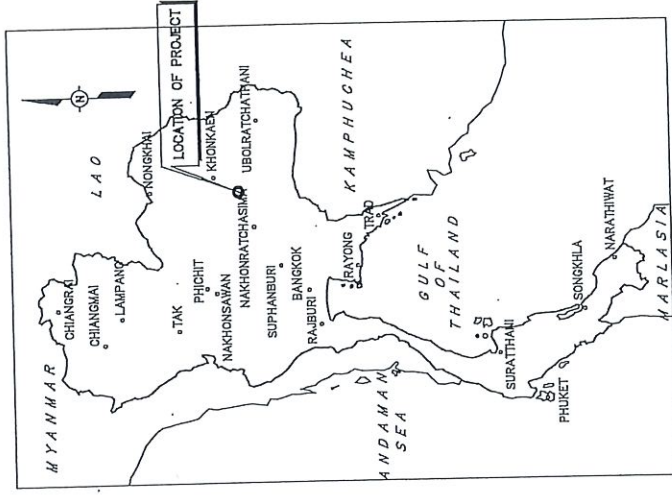 N
LOCATION OF PROJECT
MYANMAR
LAO
CHIANGRAI
CHIANGMAI
LAMPANG
NONGKHAI
TAK
PHICHIT
KHONKAEN
NAKHONSAWAN
NAKHONRATCHASIMA
UBOLRATCHATHANI
SUPHANBURI
BANGKOK
RAJBURI
KAMPHUCHEA
RAYONG
TRAD
GULF
OF
THAILAND
ANDAMAN
SEA
SURATTHANI
PHUKET
SONGKHLA
NARATHIWAT
MARLASIA